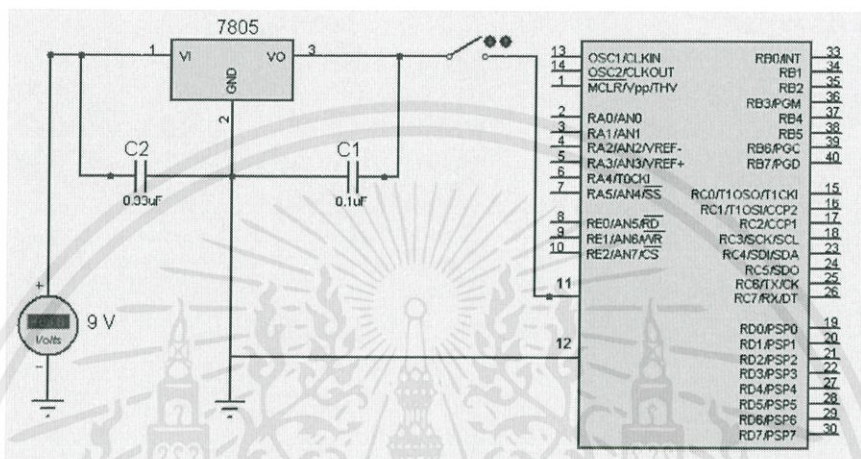 7805
1
VI
VO
3
GND
2
C2
0.33uF
C1
0.1uF
+
Volts
-
9 V
13
OSC1/CLKIN
14
OSC2/CLKOUT
1
MCLR/Vpp/THV
2
RA0/AN0
3
RA1/AN1
4
RA2/AN2/VREF-
5
RA3/AN3/VREF+
6
RA4/T0CKI
7
RA5/AN4/SS
8
RE0/AN5/RD
9
RE1/AN6/WR
10
RE2/AN7/CS
11
12
RB0/INT
33
RB1
34
RB2
35
RB3/PGM
36
RB4
37
RB5
38
RB6/PGC
39
RB7/PGD
40
RC0/T1OSO/T1CKI
15
RC1/T1OSI/CCP2
16
RC2/CCP1
17
RC3/SCK/SCL
18
RC4/SDI/SDA
23
RC5/SDO
24
RC6/TX/CK
25
RC7/RX/DT
26
RD0/PSP0
19
RD1/PSP1
20
RD2/PSP2
21
RD3/PSP3
22
RD4/PSP4
27
RD5/PSP5
28
RD6/PSP6
29
RD7/PSP7
30